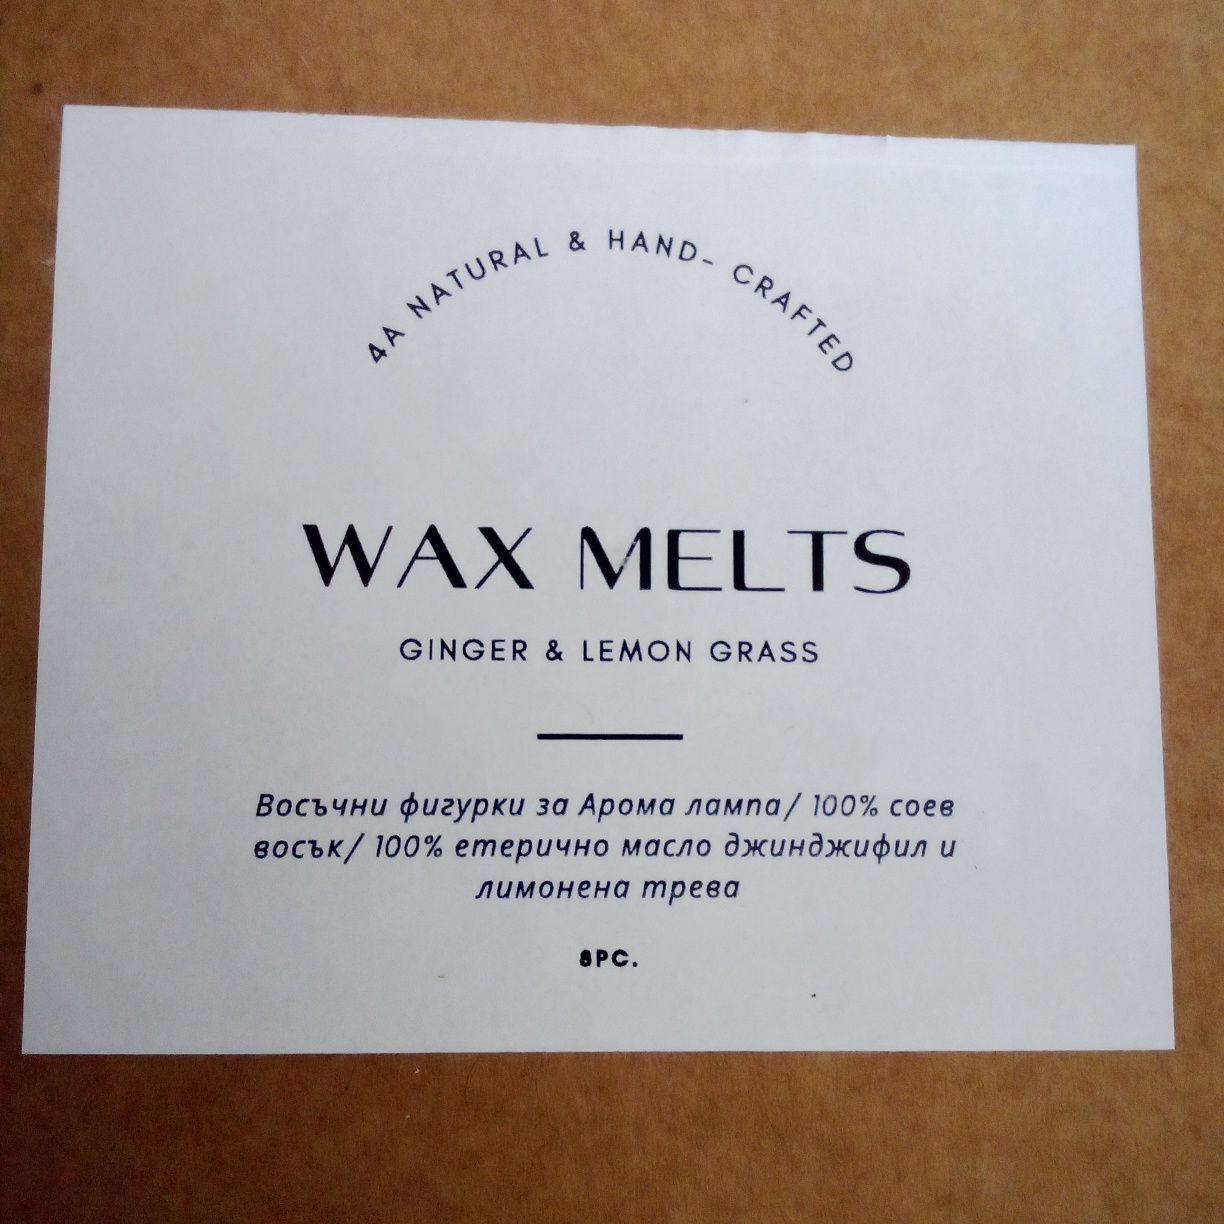 4A NATURAL & HAND- CRAFTED
WAX MELTS
GINGER & LEMON GRASS
Восъчни фигурки за Арома лампа/ 100% соев
восък/ 100% етерично масло джинджифил и
лимонена трева
8PC.